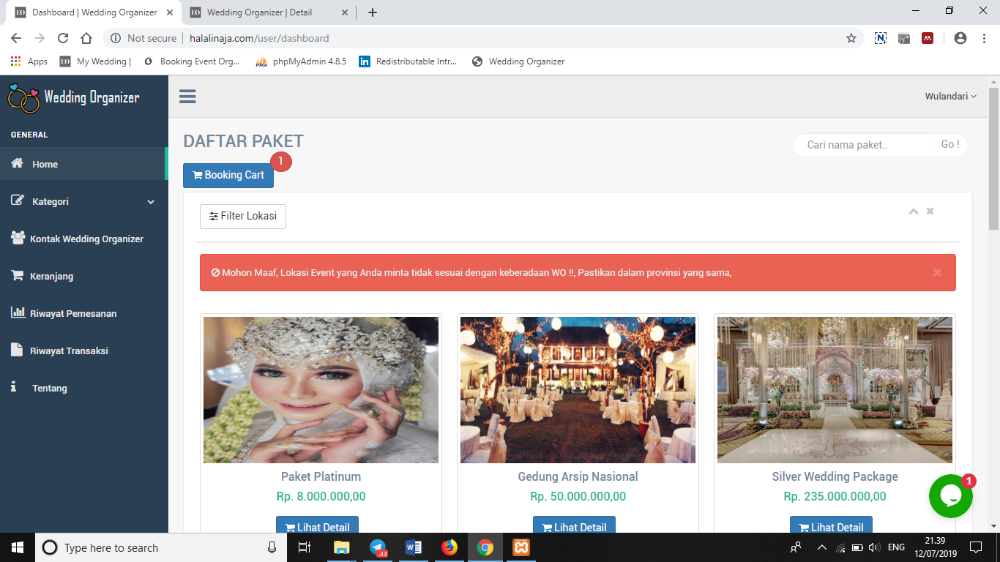 Dashboard | Wedding Organizer
Wedding Organizer | Detail
Not secure | halalinaja.com/user/dashboard
Apps
EO My Wedding |
Booking Event Org...
phpMyAdmin 4.8.5
Redistributable Intr...
Wedding Organizer
Wedding Organizer
Wulandari
GENERAL
Home
Kategori
Kontak Wedding Organizer
Keranjang
Riwayat Pemesanan
Riwayat Transaksi
Tentang
DAFTAR PAKET
Cari nama paket..
Go !
1
Booking Cart
Filter Lokasi
Mohon Maaf, Lokasi Event yang Anda minta tidak sesuai dengan keberadaan WO !!, Pastikan dalam provinsi yang sama,
Paket Platinum
Rp. 8.000.000,00
Lihat Detail
Gedung Arsip Nasional
Rp. 50.000.000,00
Lihat Detail
Silver Wedding Package
Rp. 235.000.000,00
Lihat Detail
1
Type here to search
.43
ENG
21.39
12/07/2019